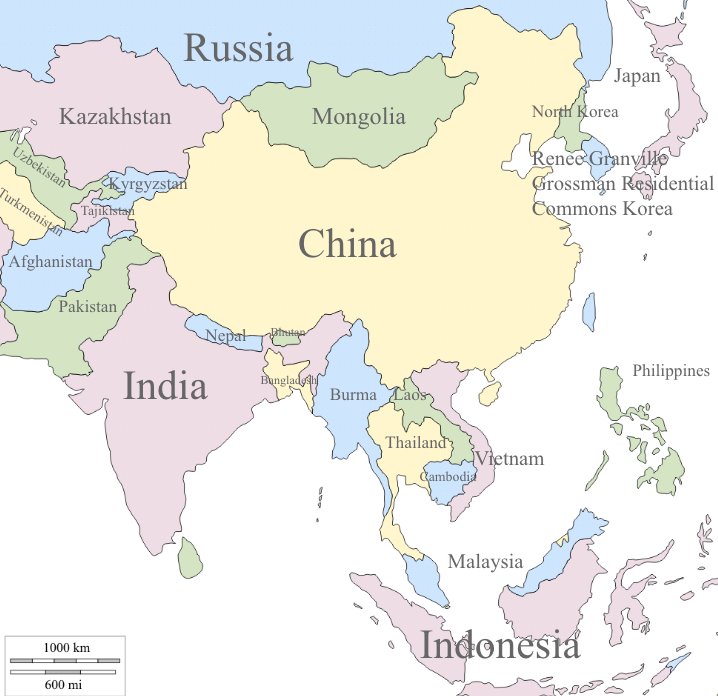 Russia
Japan
Kazakhstan
Mongolia
North Korea
Uzbekistan
Renee Granville
Grossman Residential
Commons Korea
Kyrgyzstan
Turkmenistan
Tajikistan
China
Afghanistan
Pakistan
Nepal
Bhutan
Philippines
India
Bangladesh
Burma
Laos
Thailand
Vietnam
Cambodia
Malaysia
Indonesia
1000 km
600 mi